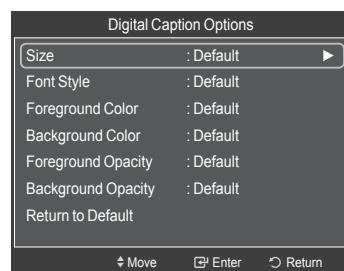 Digital Caption Options
Size : Default ►
Font Style : Default
Foreground Color : Default
Background Color : Default
Foreground Opacity : Default
Background Opacity : Default
Return to Default
Move Enter Return